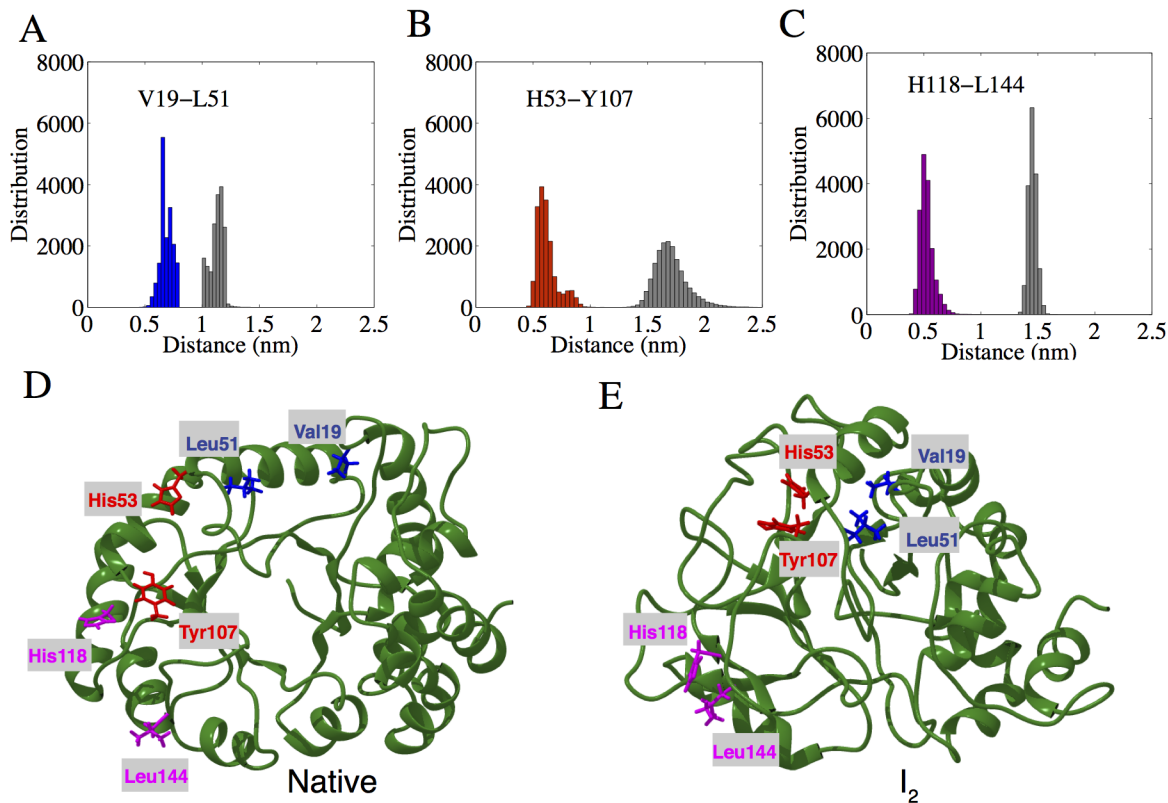 A
B
C
8000
6000
4000
2000
0
Distribution
V19−L51
0 0.5 1 1.5 2 2.5
Distance (nm)
8000
6000
4000
2000
0
Distribution
H53−Y107
0 0.5 1 1.5 2 2.5
Distance (nm)
8000
6000
4000
2000
0
Distribution
H118−L144
0 0.5 1 1.5 2 2.5
Distance (nm)
D
Leu51
Val19
His53
Tyr107
His118
Leu144
Native
E
His53
Val19
Tyr107
Leu51
His118
Leu144
I2